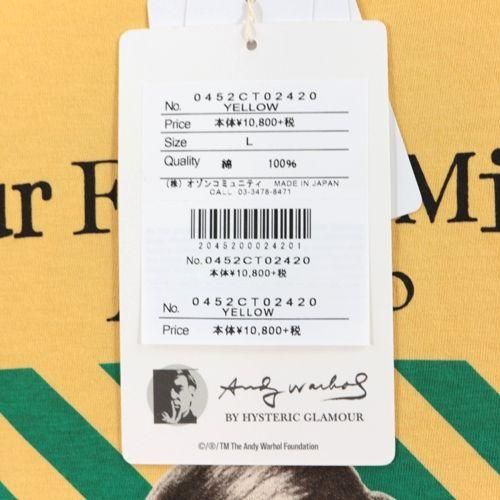 No. 0452CT02420
YELLOW
Price 本体¥10,800+税
Size L
Quality 綿 100%
(株)オゾンコミュニティ MADE IN JAPAN
CALL 03-3478-8471
2045200024201
No.0452CT02420
本体¥10,800+税
No. 0452CT02420
YELLOW
Price 本体¥10,800+税
Andy Warhol
BY HYSTERIC GLAMOUR
©/®/TM The Andy Warhol Foundation